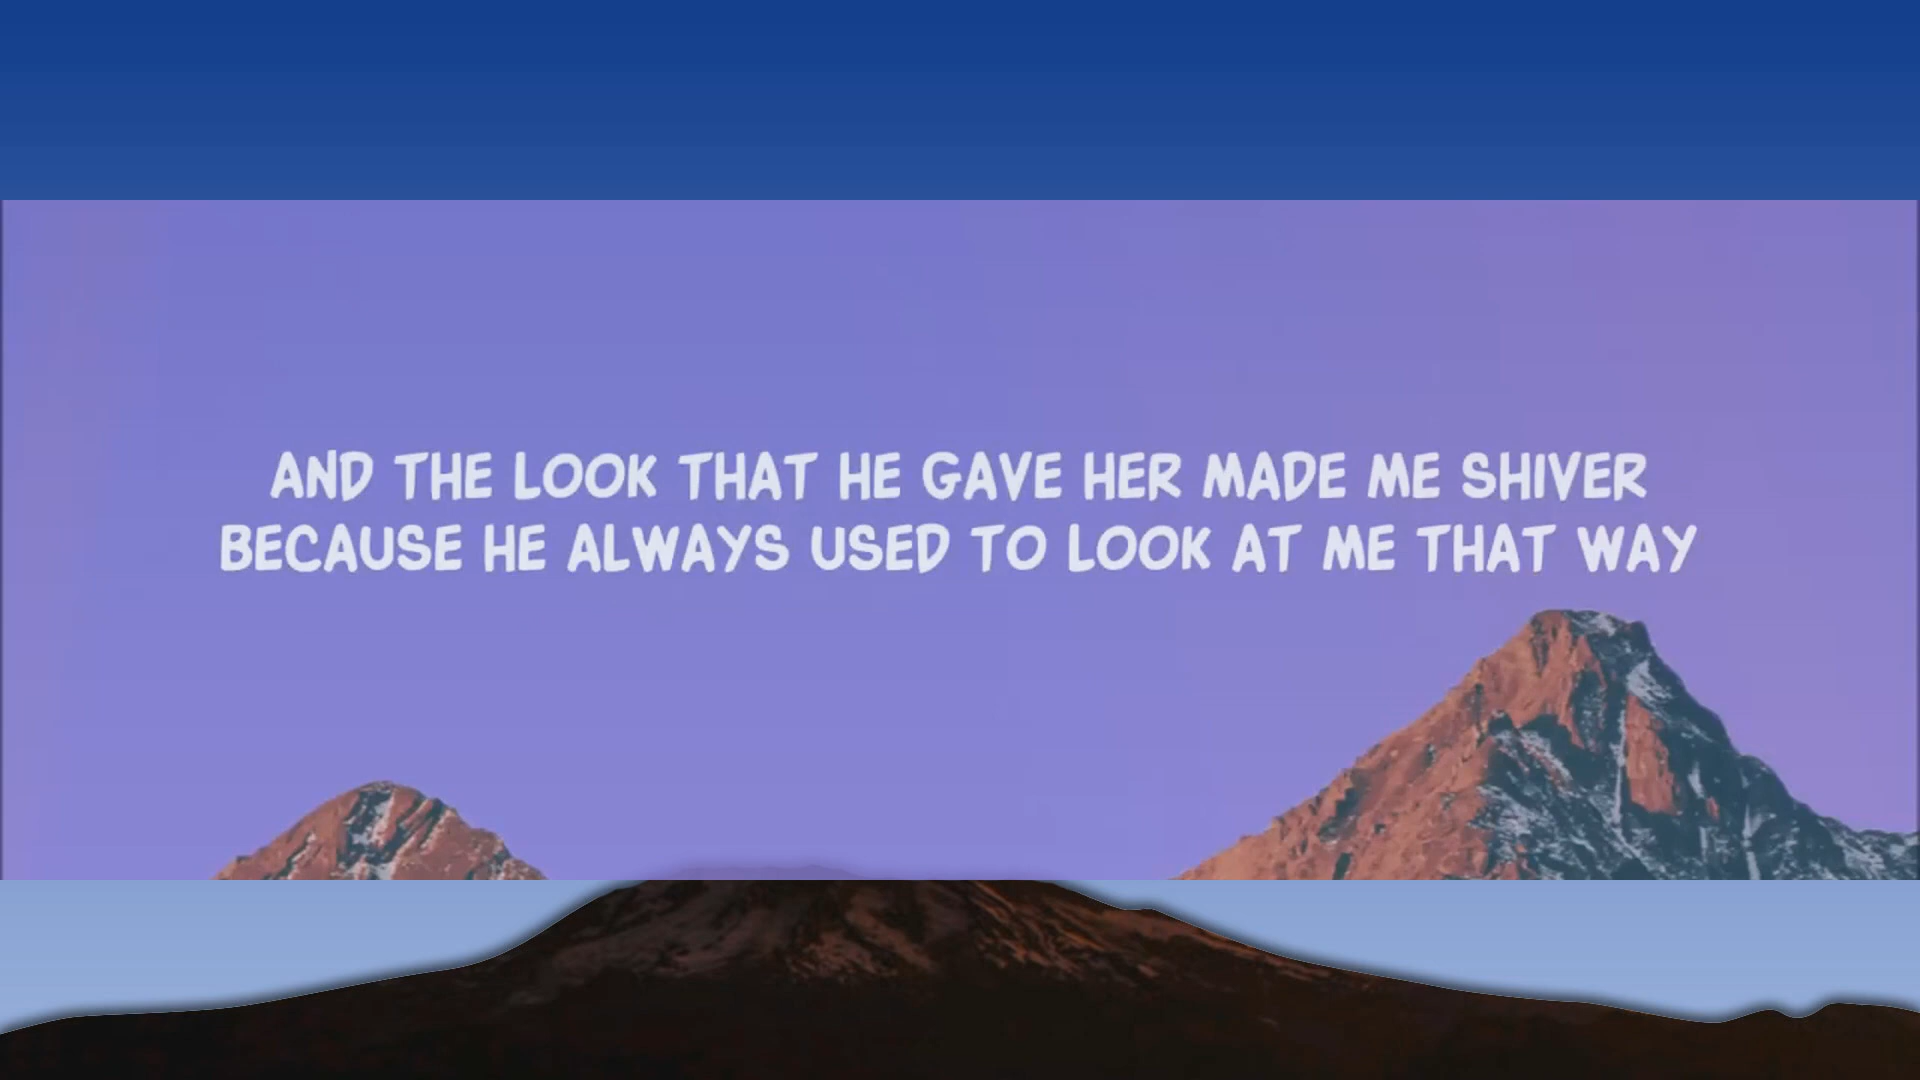 AND THE LOOK THAT HE GAVE HER MADE ME SHIVER
BECAUSE HE ALWAYS USED TO LOOK AT ME THAT WAY